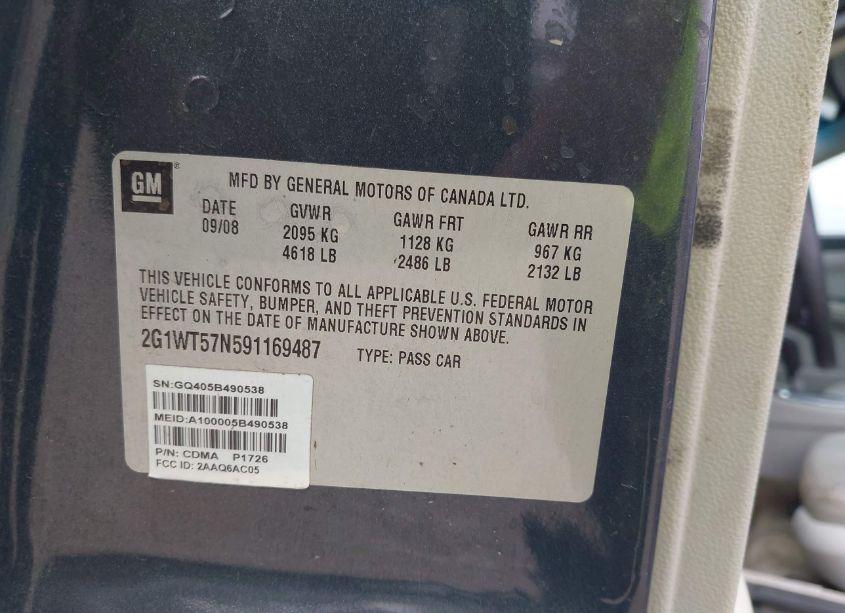 GM ®
MFD BY GENERAL MOTORS OF CANADA LTD.
DATE GVWR GAWR FRT GAWR RR
09/08 2095 KG 1128 KG 967 KG
4618 LB 2486 LB 2132 LB
THIS VEHICLE CONFORMS TO ALL APPLICABLE U.S. FEDERAL MOTOR
VEHICLE SAFETY, BUMPER, AND THEFT PREVENTION STANDARDS IN
EFFECT ON THE DATE OF MANUFACTURE SHOWN ABOVE.
2G1WT57N591169487 TYPE: PASS CAR
SN:GQ405B490538
MEID:A100005B490538
P/N: CDMA P1726
FCC ID: 2AAQ6AC05